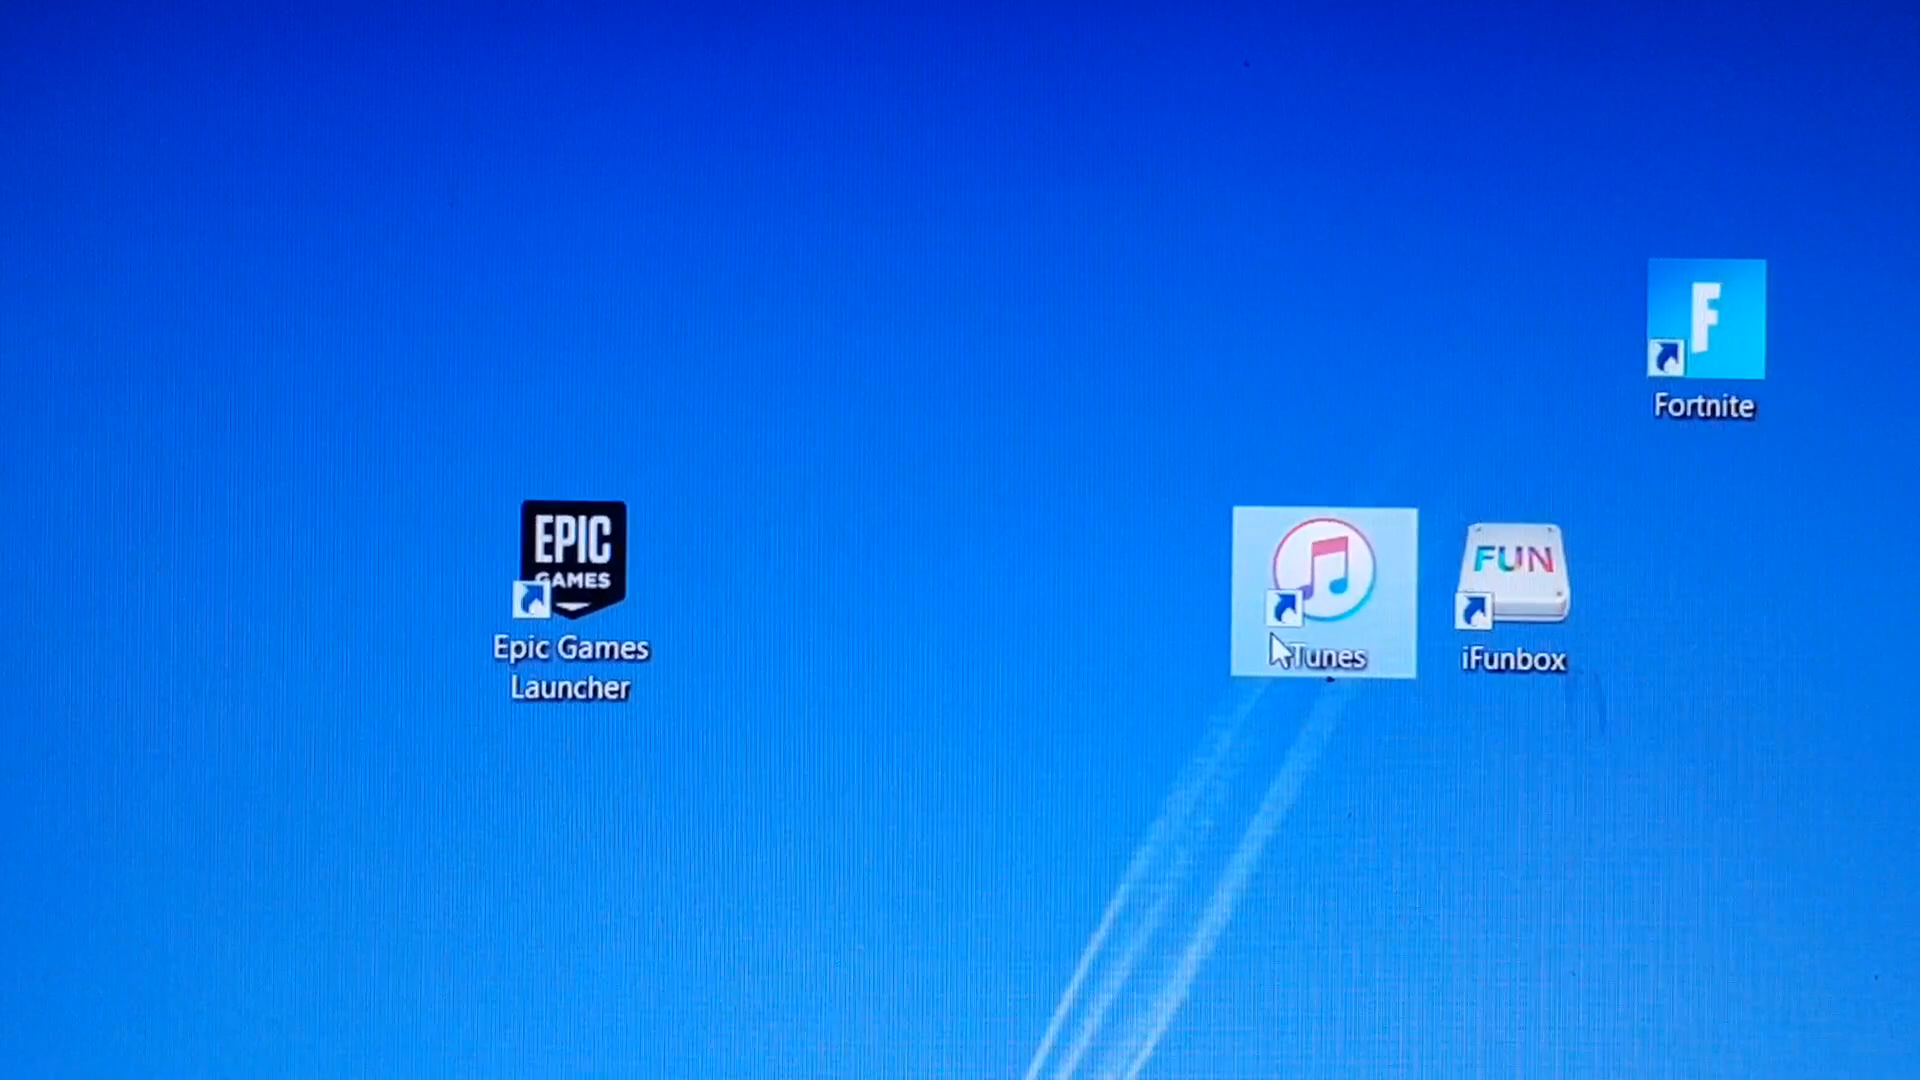 F
Fortnite
EPIC
GAMES
Epic Games
Launcher
iTunes
FUN
iFunbox